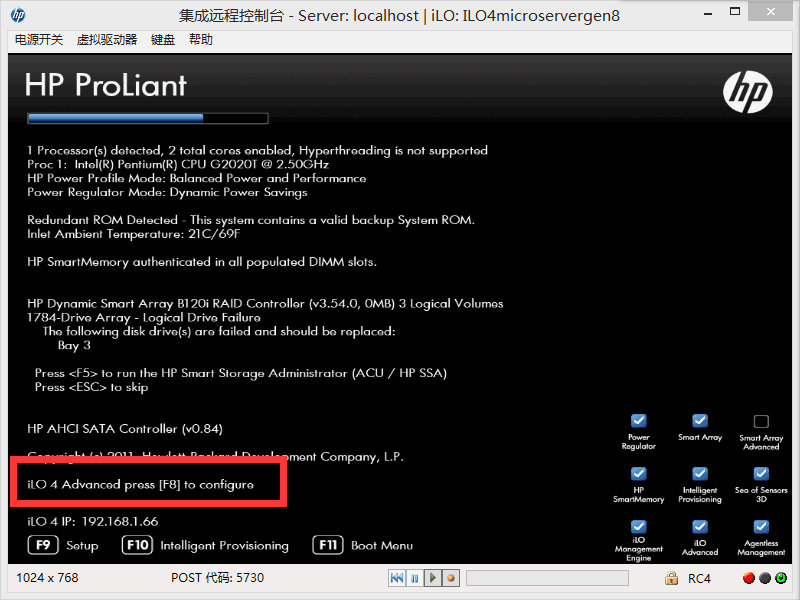 hp 集成远程控制台 - Server: localhost | iLO: ILO4microservergen8
电源开关 虚拟驱动器 键盘 帮助
HP ProLiant
hp
1 Processor(s) detected, 2 total cores enabled, Hyperthreading is not supported
Proc 1: Intel(R) Pentium(R) CPU G2020T @ 2.50GHz
HP Power Profile Mode: Balanced Power and Performance
Power Regulator Mode: Dynamic Power Savings
Redundant ROM Detected - This system contains a valid backup System ROM.
Inlet Ambient Temperature: 21C/69F
HP SmartMemory authenticated in all populated DIMM slots.
HP Dynamic Smart Array B120i RAID Controller (v3.54.0, 0MB) 3 Logical Volumes
1784-Drive Array - Logical Drive Failure
The following disk drive(s) are failed and should be replaced:
Bay 3
Press <F5> to run the HP Smart Storage Administrator (ACU / HP SSA)
Press <ESC> to skip
HP AHCI SATA Controller (v0.84)
Copyright (c) 2011, Hewlett-Packard Development Company, L.P.
iLO 4 Advanced press [F8] to configure
iLO 4 IP: 192.168.1.66
F9 Setup F10 Intelligent Provisioning F11 Boot Menu
Power Regulator
Smart Array
Smart Array Advanced
HP SmartMemory
Intelligent Provisioning
Sea of Sensors 3D
iLO Management Engine
iLO Advanced
Agentless Management
1024 x 768 POST 代码: 5730 RC4